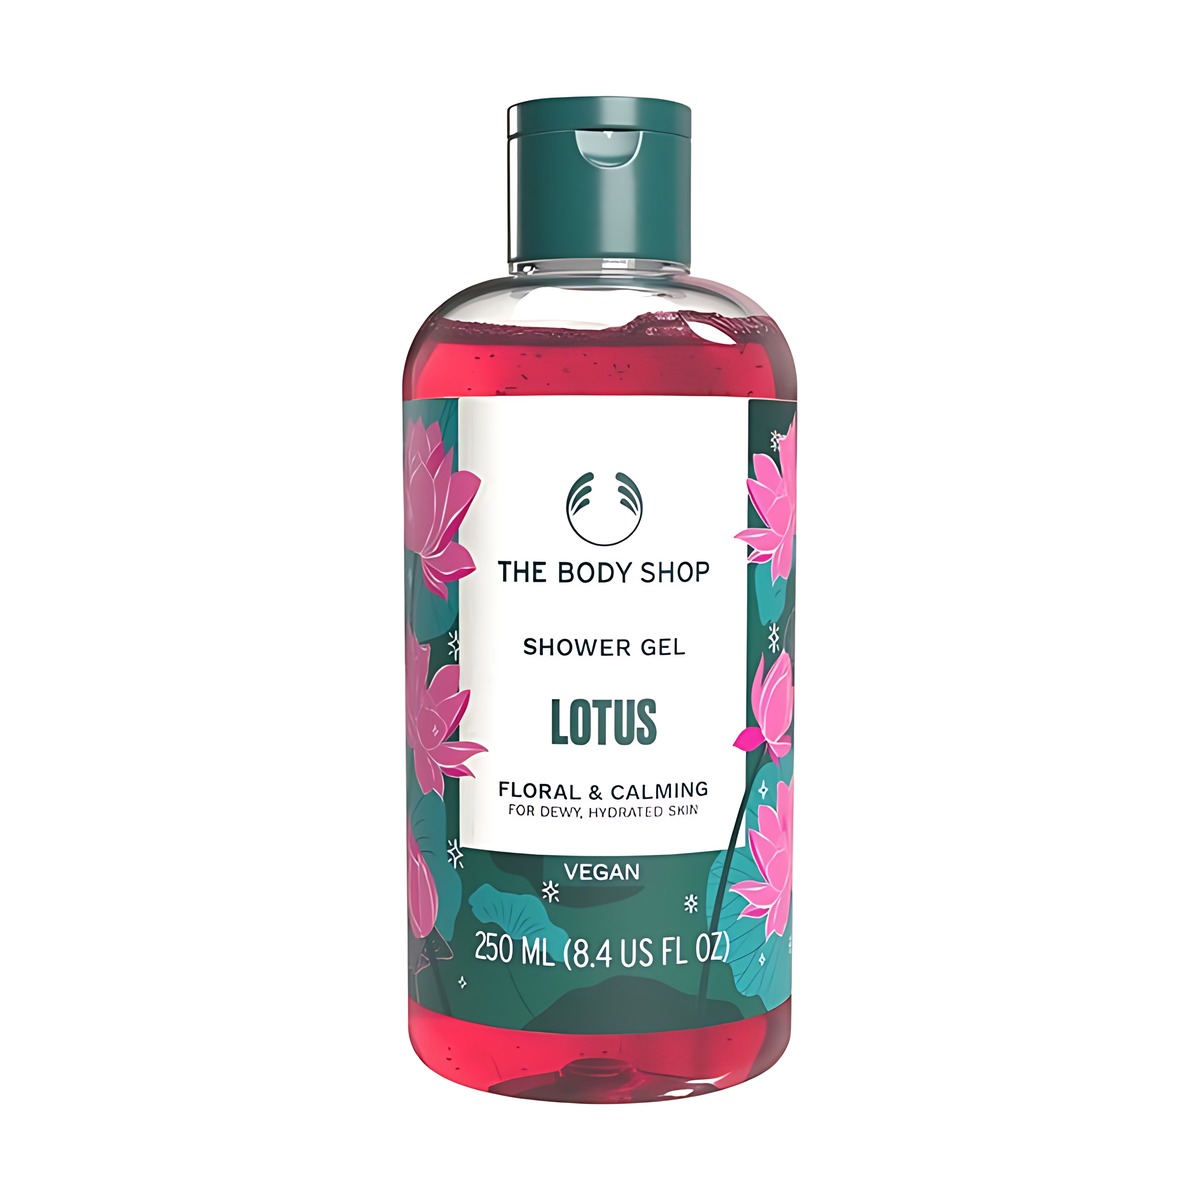 THE BODY SHOP
SHOWER GEL
LOTUS
FLORAL & CALMING
FOR DEWY, HYDRATED SKIN
VEGAN
250 ML (8.4 US FL OZ)